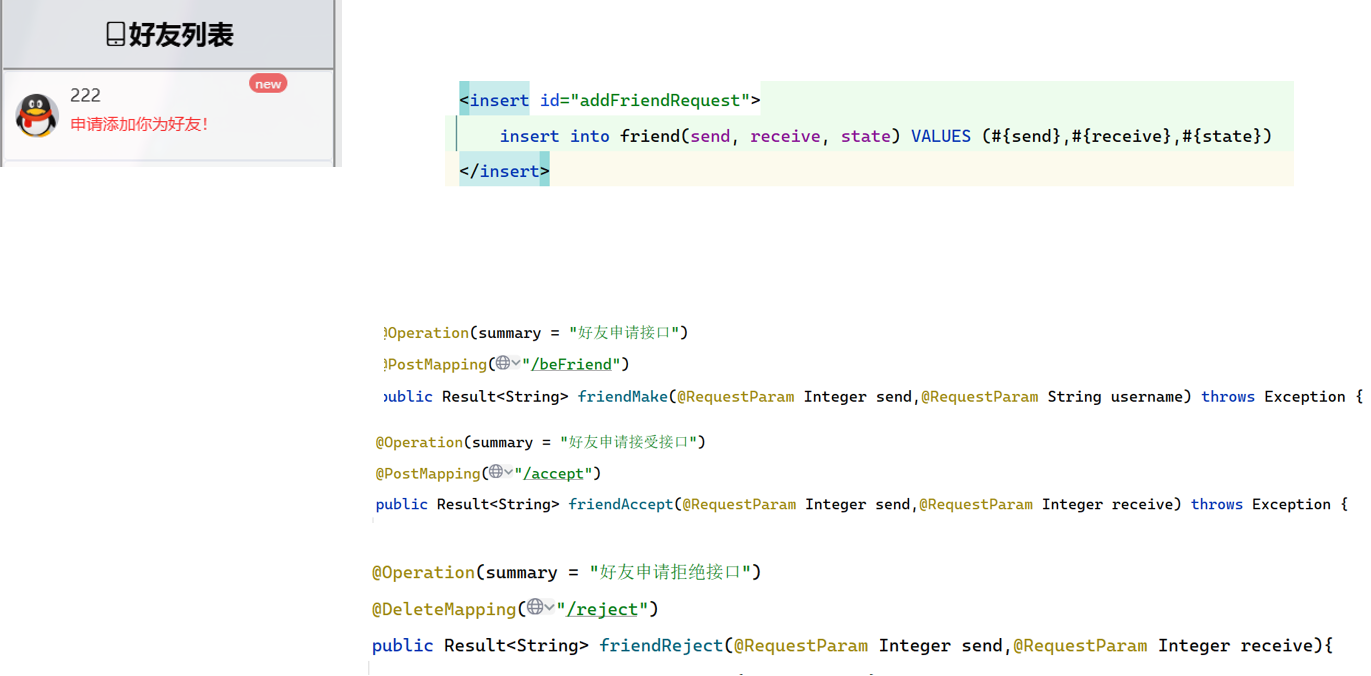 好友列表
222
new
申请添加你为好友！
<insert id="addFriendRequest">
insert into friend(send, receive, state) VALUES (#{send},#{receive},#{state})
</insert>
@Operation(summary = "好友申请接口")
@PostMapping("/beFriend")
public Result<String> friendMake(@RequestParam Integer send,@RequestParam String username) throws Exception {
@Operation(summary = "好友申请接受接口")
@PostMapping("/accept")
public Result<String> friendAccept(@RequestParam Integer send,@RequestParam Integer receive) throws Exception {
@Operation(summary = "好友申请拒绝接口")
@DeleteMapping("/reject")
public Result<String> friendReject(@RequestParam Integer send,@RequestParam Integer receive){